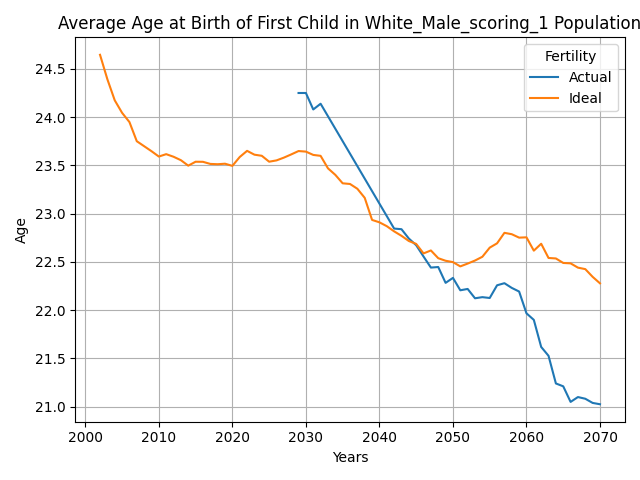 Average Age at Birth of First Child in White_Male_scoring_1 Population
Fertility
Actual
Ideal
Age
24.5
24.0
23.5
23.0
22.5
22.0
21.5
21.0
2000 2010 2020 2030 2040 2050 2060 2070
Years